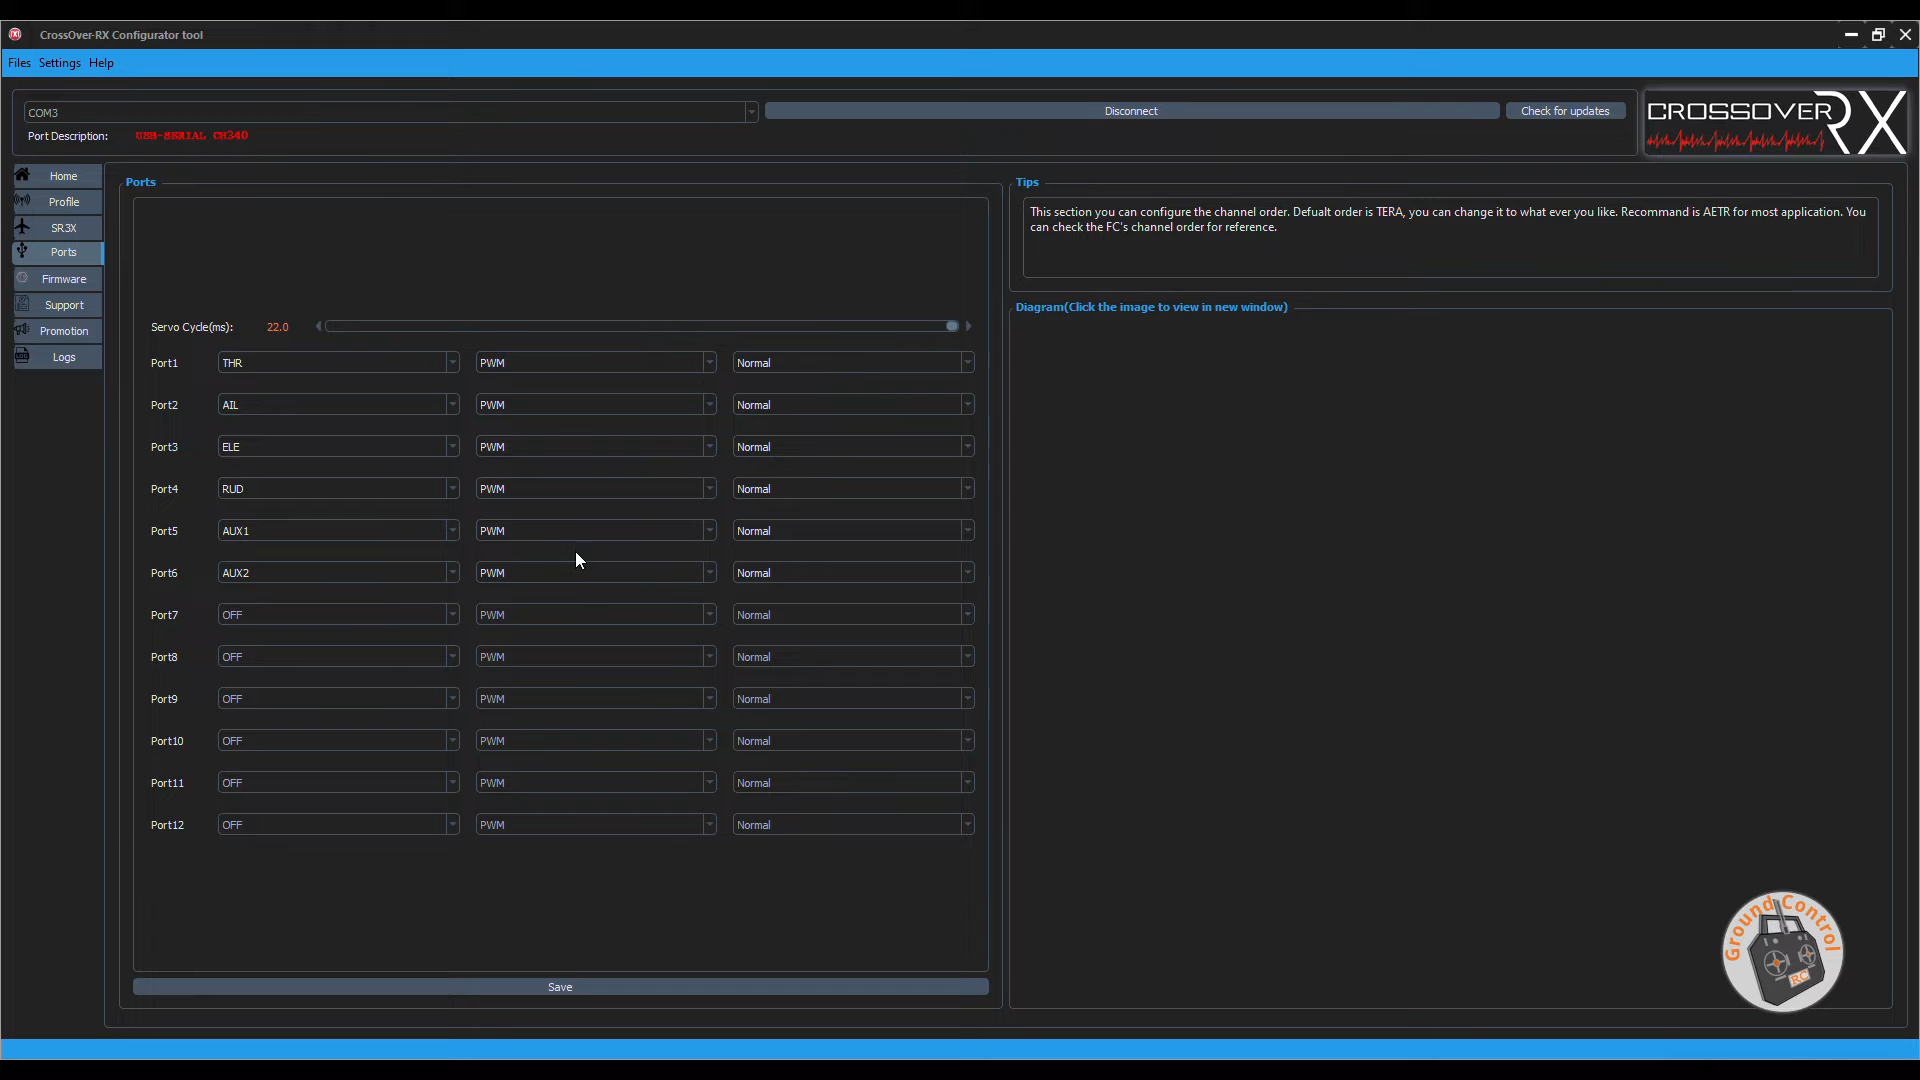 CrossOver-RX Configurator tool
Files Settings Help
COM3
Disconnect
Check for updates
CROSSOVER RX
Port Description: USB-SERIAL CH340
Home
Profile
SR3X
Ports
Firmware
Support
Promotion
LOG Logs
Ports
Servo Cycle(ms): 22.0
Port1 THR PWM Normal
Port2 AIL PWM Normal
Port3 ELE PWM Normal
Port4 RUD PWM Normal
Port5 AUX1 PWM Normal
Port6 AUX2 PWM Normal
Port7 OFF PWM Normal
Port8 OFF PWM Normal
Port9 OFF PWM Normal
Port10 OFF PWM Normal
Port11 OFF PWM Normal
Port12 OFF PWM Normal
Save
Tips
This section you can configure the channel order. Defualt order is TERA, you can change it to what ever you like. Recommand is AETR for most application. You
can check the FC's channel order for reference.
Diagram(Click the image to view in new window)
Ground Control
RC